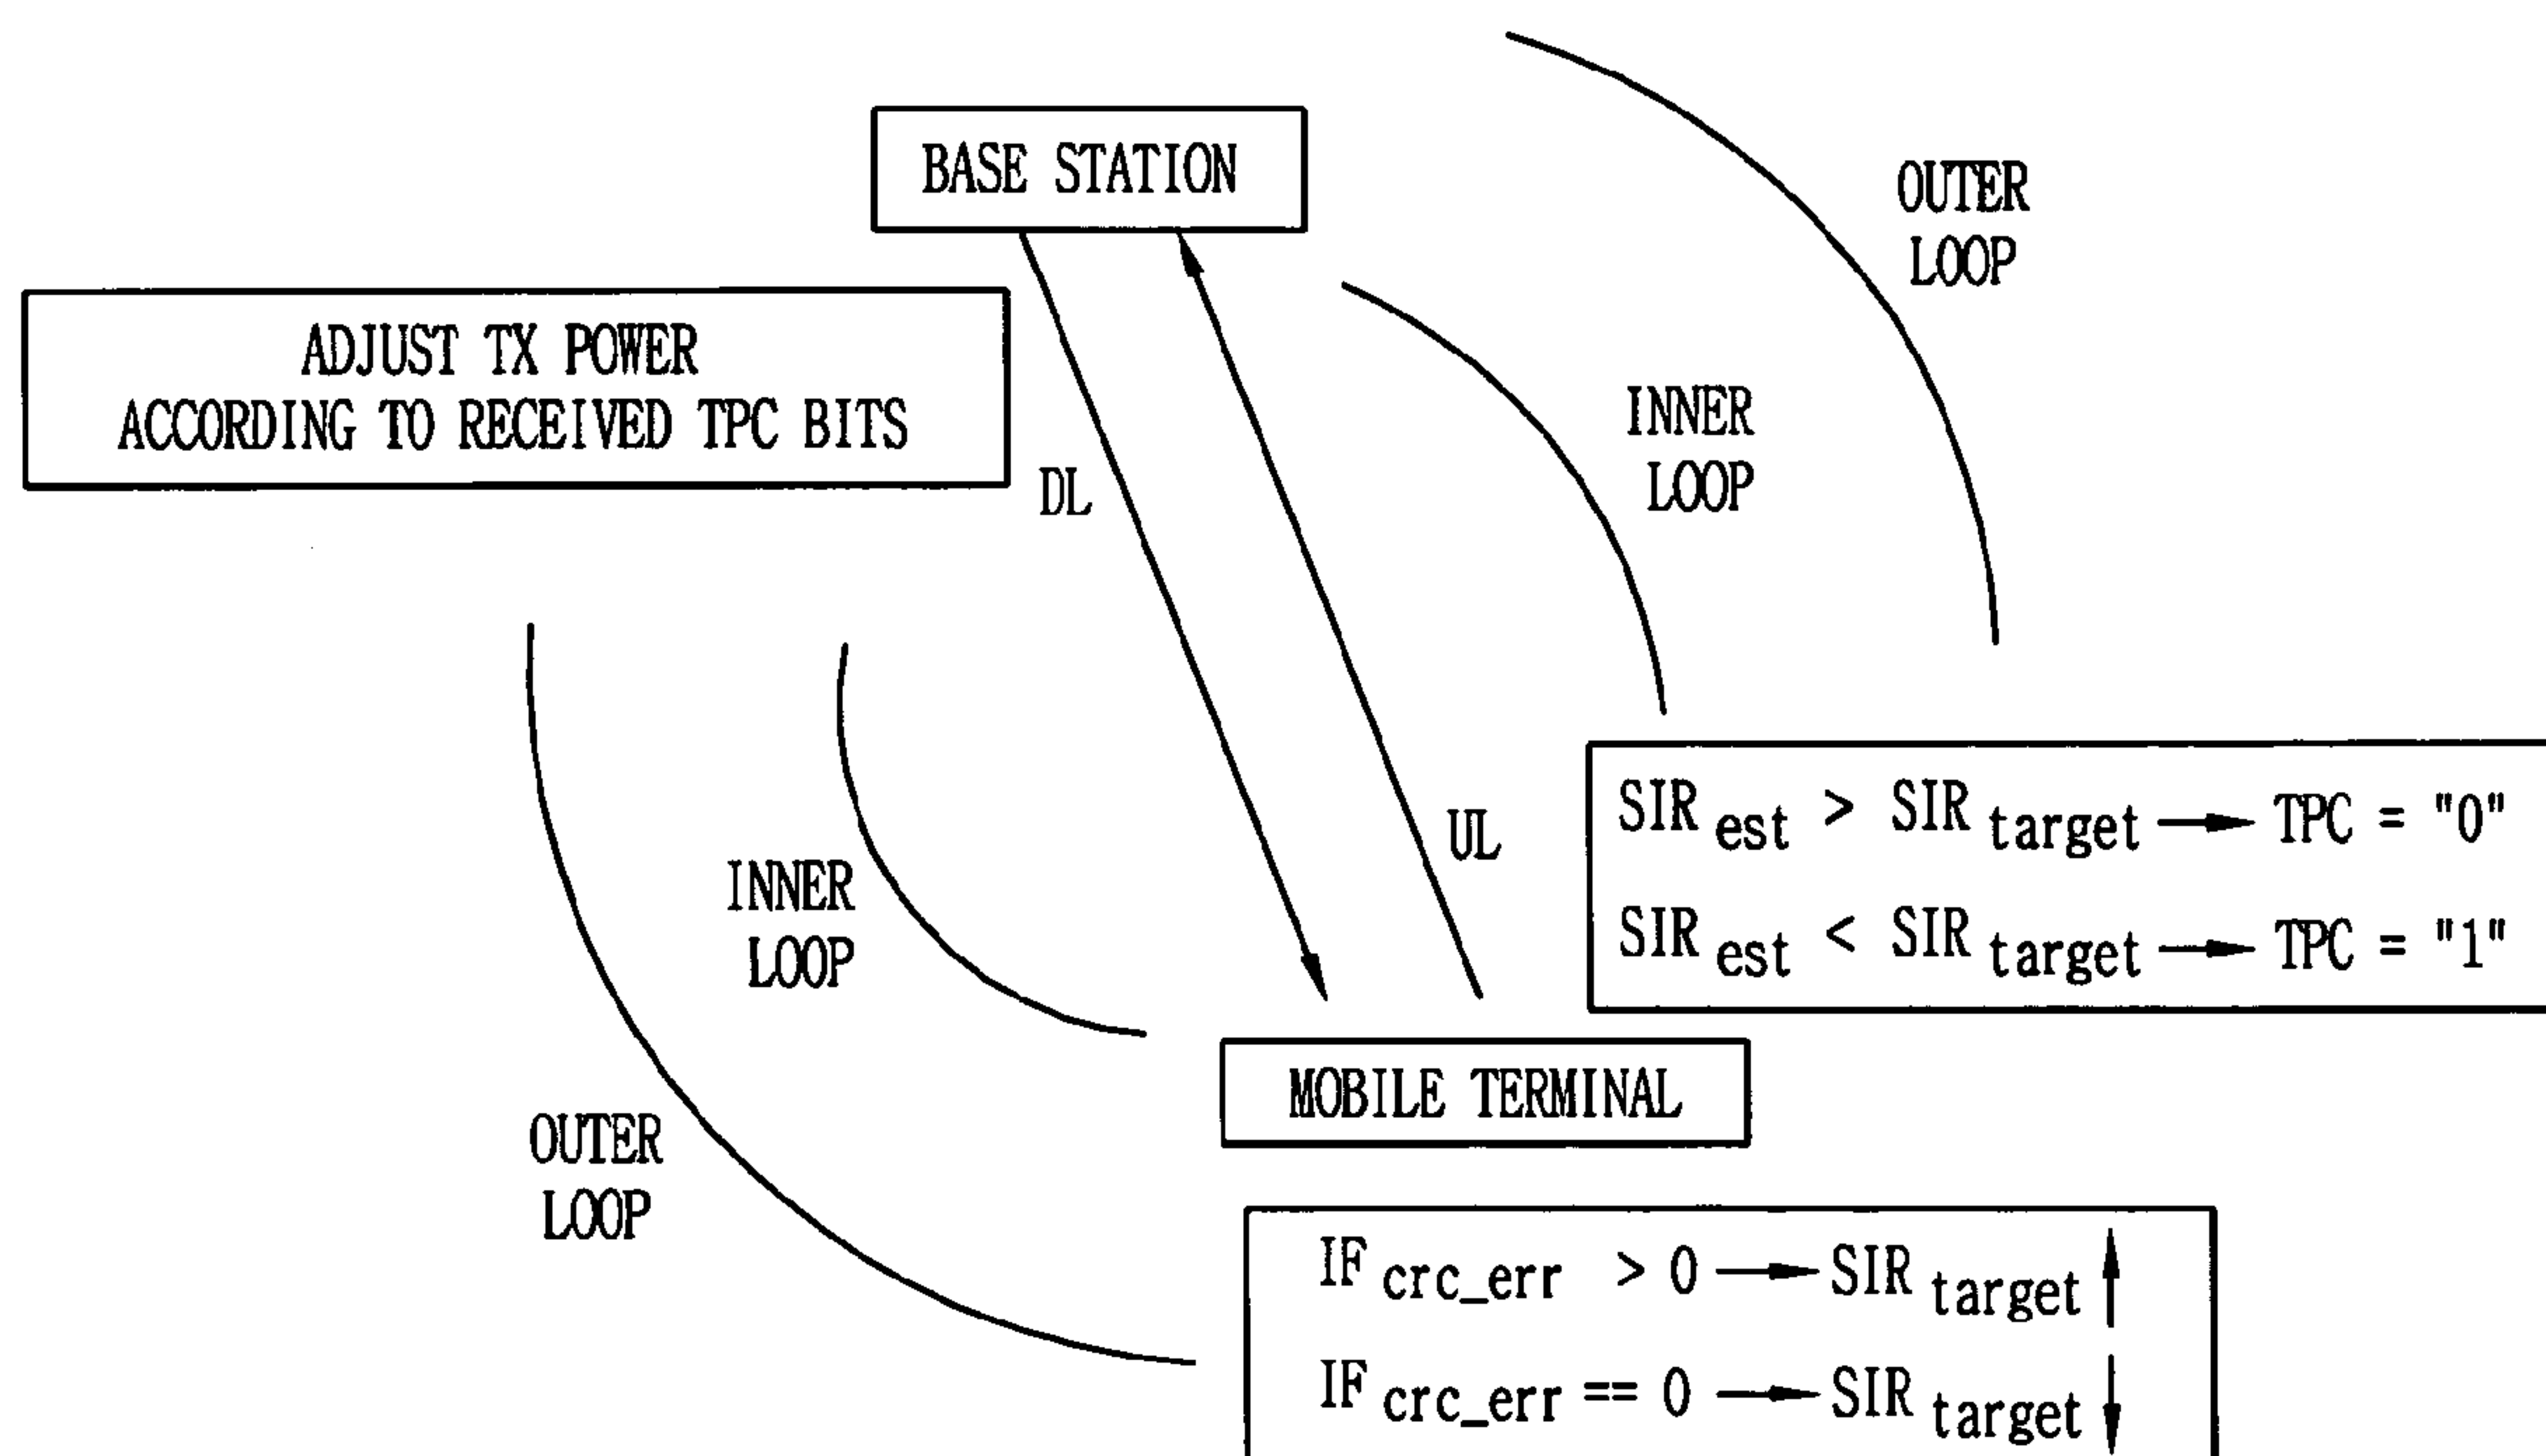 BASE STATION
OUTER
LOOP
ADJUST TX POWER
ACCORDING TO RECEIVED TPC BITS
INNER
LOOP
DL
UL
SIR est > SIR target → TPC = "0"
SIR est < SIR target → TPC = "1"
INNER
LOOP
MOBILE TERMINAL
OUTER
LOOP
IF crc_err > 0 → SIR target ↑
IF crc_err == 0 → SIR target ↓